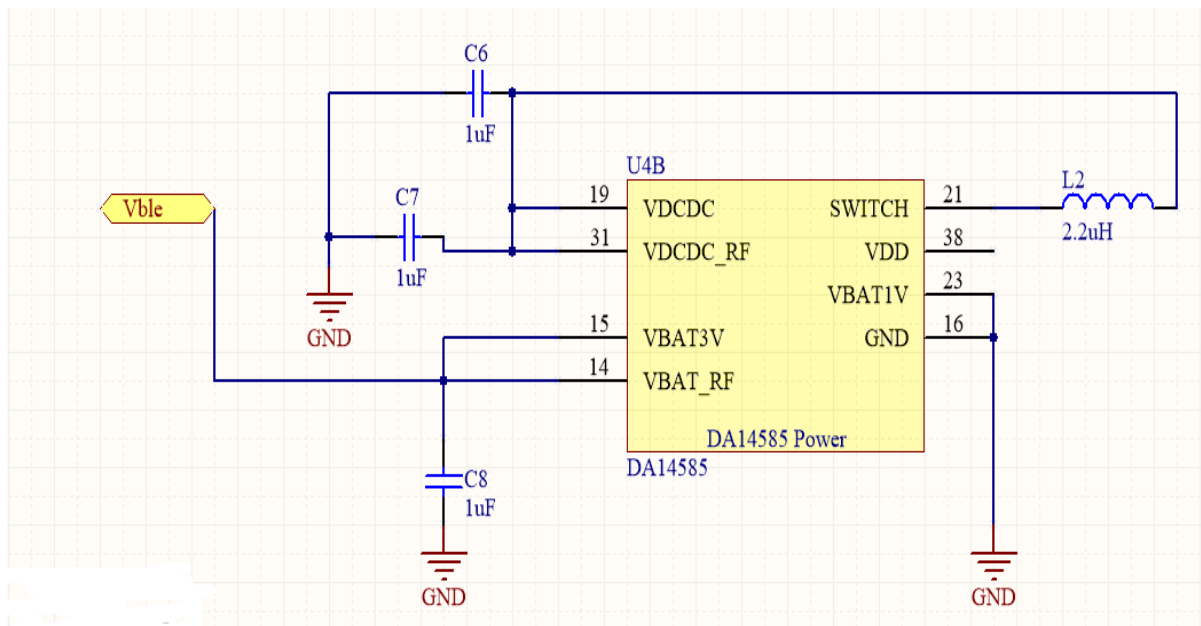 C6
1uF
U4B
Vble
C7
1uF
GND
19
VDCDC
SWITCH
21
L2
2.2uH
31
VDCDC_RF
VDD
38
VBAT1V
23
15
VBAT3V
GND
16
14
VBAT_RF
DA14585 Power
DA14585
C8
1uF
GND
GND